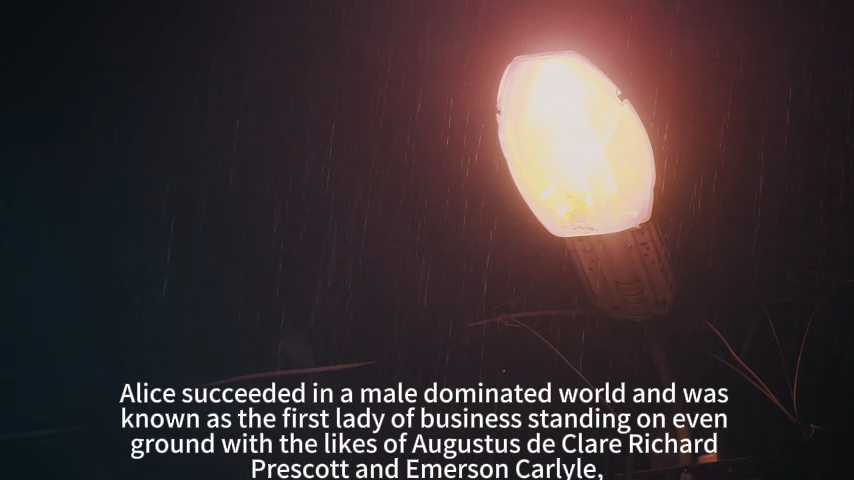 Alice succeeded in a male dominated world and was
known as the first lady of business standing on even
ground with the likes of Augustus de Clare Richard
Prescott and Emerson Carlyle,